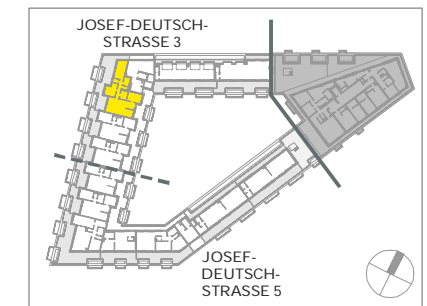 JOSEF-DEUTSCH-
STRASSE 3
JOSEF-
DEUTSCH-
STRASSE 5